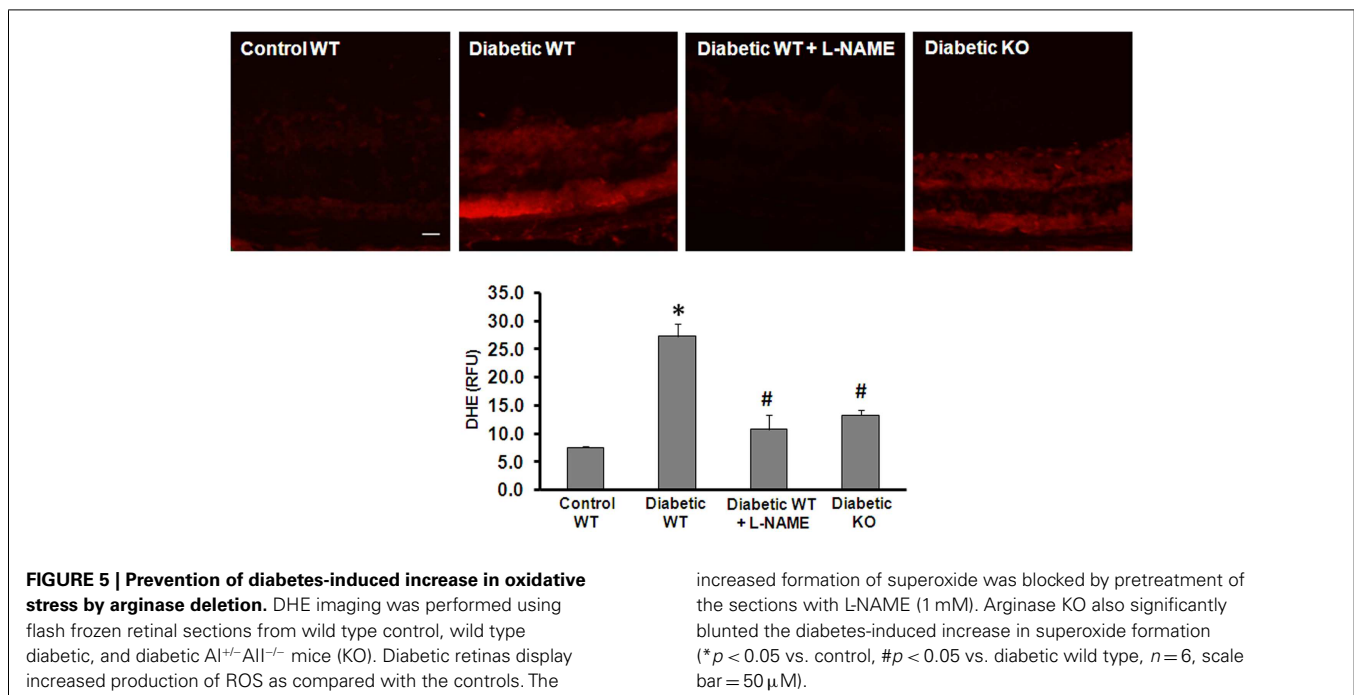 Control WT
Diabetic WT
Diabetic WT + L-NAME
Diabetic KO
DHE (RFU)
35.0
30.0
25.0
20.0
15.0
10.0
5.0
0.0
*
#
#
Control WT
Diabetic WT
Diabetic WT + L-NAME
Diabetic KO
FIGURE 5 | Prevention of diabetes-induced increase in oxidative
stress by arginase deletion. DHE imaging was performed using
flash frozen retinal sections from wild type control, wild type
diabetic, and diabetic AI⁺/⁻AII⁻/⁻ mice (KO). Diabetic retinas display
increased production of ROS as compared with the controls. The
increased formation of superoxide was blocked by pretreatment of
the sections with L-NAME (1 mM). Arginase KO also significantly
blunted the diabetes-induced increase in superoxide formation
(*p < 0.05 vs. control, #p < 0.05 vs. diabetic wild type, n = 6, scale
bar = 50 μM).